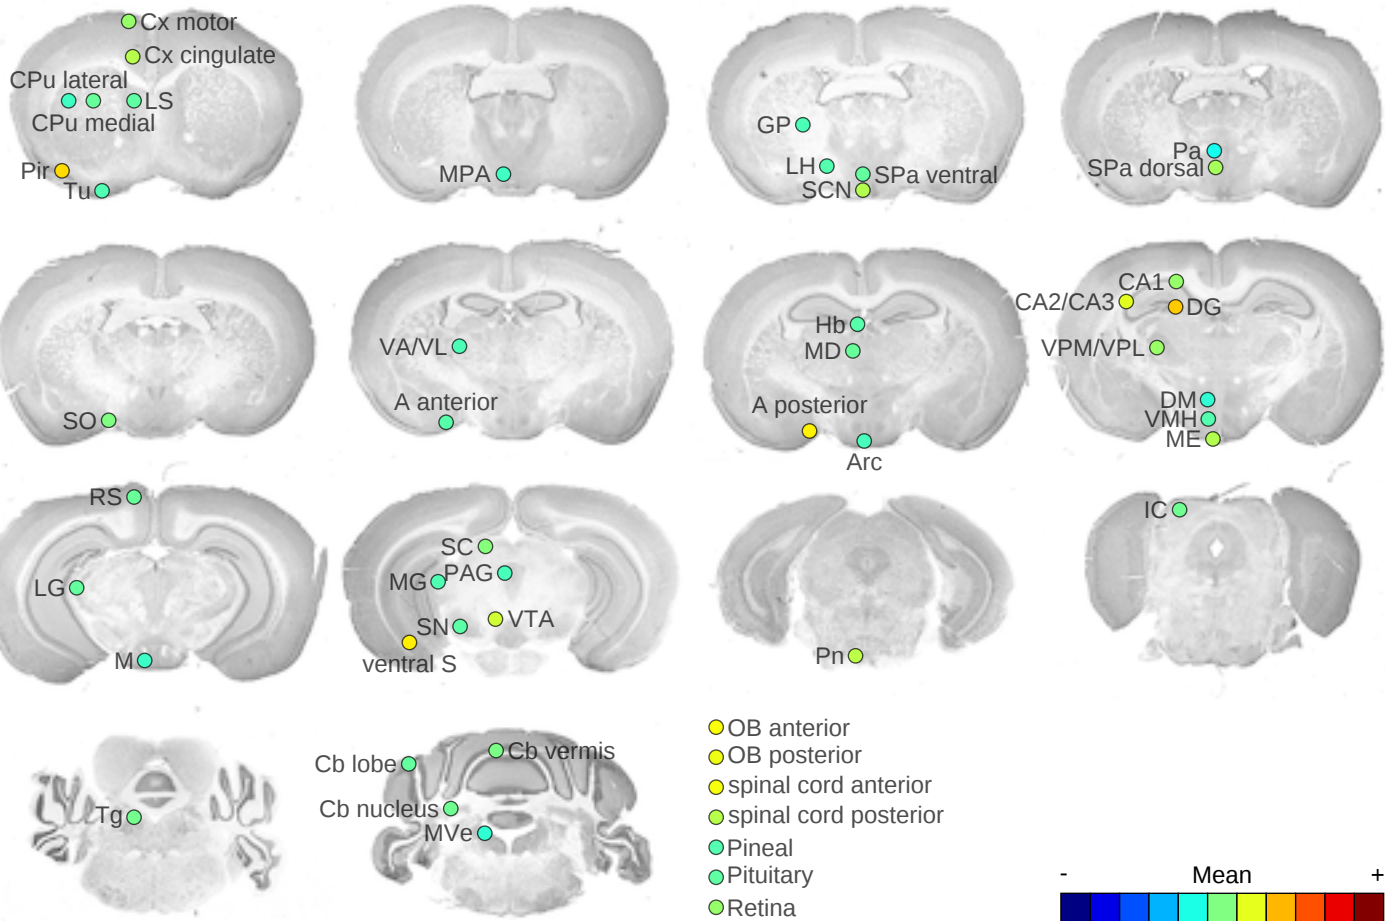 Cx motor
Cx cingulate
CPu lateral
LS
CPu medial
Pir
Tu
MPA
GP
LH
SPa ventral
SCN
Pa
SPa dorsal
SO
VA/VL
A anterior
Hb
MD
A posterior
Arc
CA1
CA2/CA3
DG
VPM/VPL
DM
VMH
ME
RS
LG
M
SC
MG
PAG
SN
VTA
ventral S
Pn
IC
Tg
Cb lobe
Cb vermis
Cb nucleus
MVe
OB anterior
OB posterior
spinal cord anterior
spinal cord posterior
Pineal
Pituitary
Retina
- Mean +